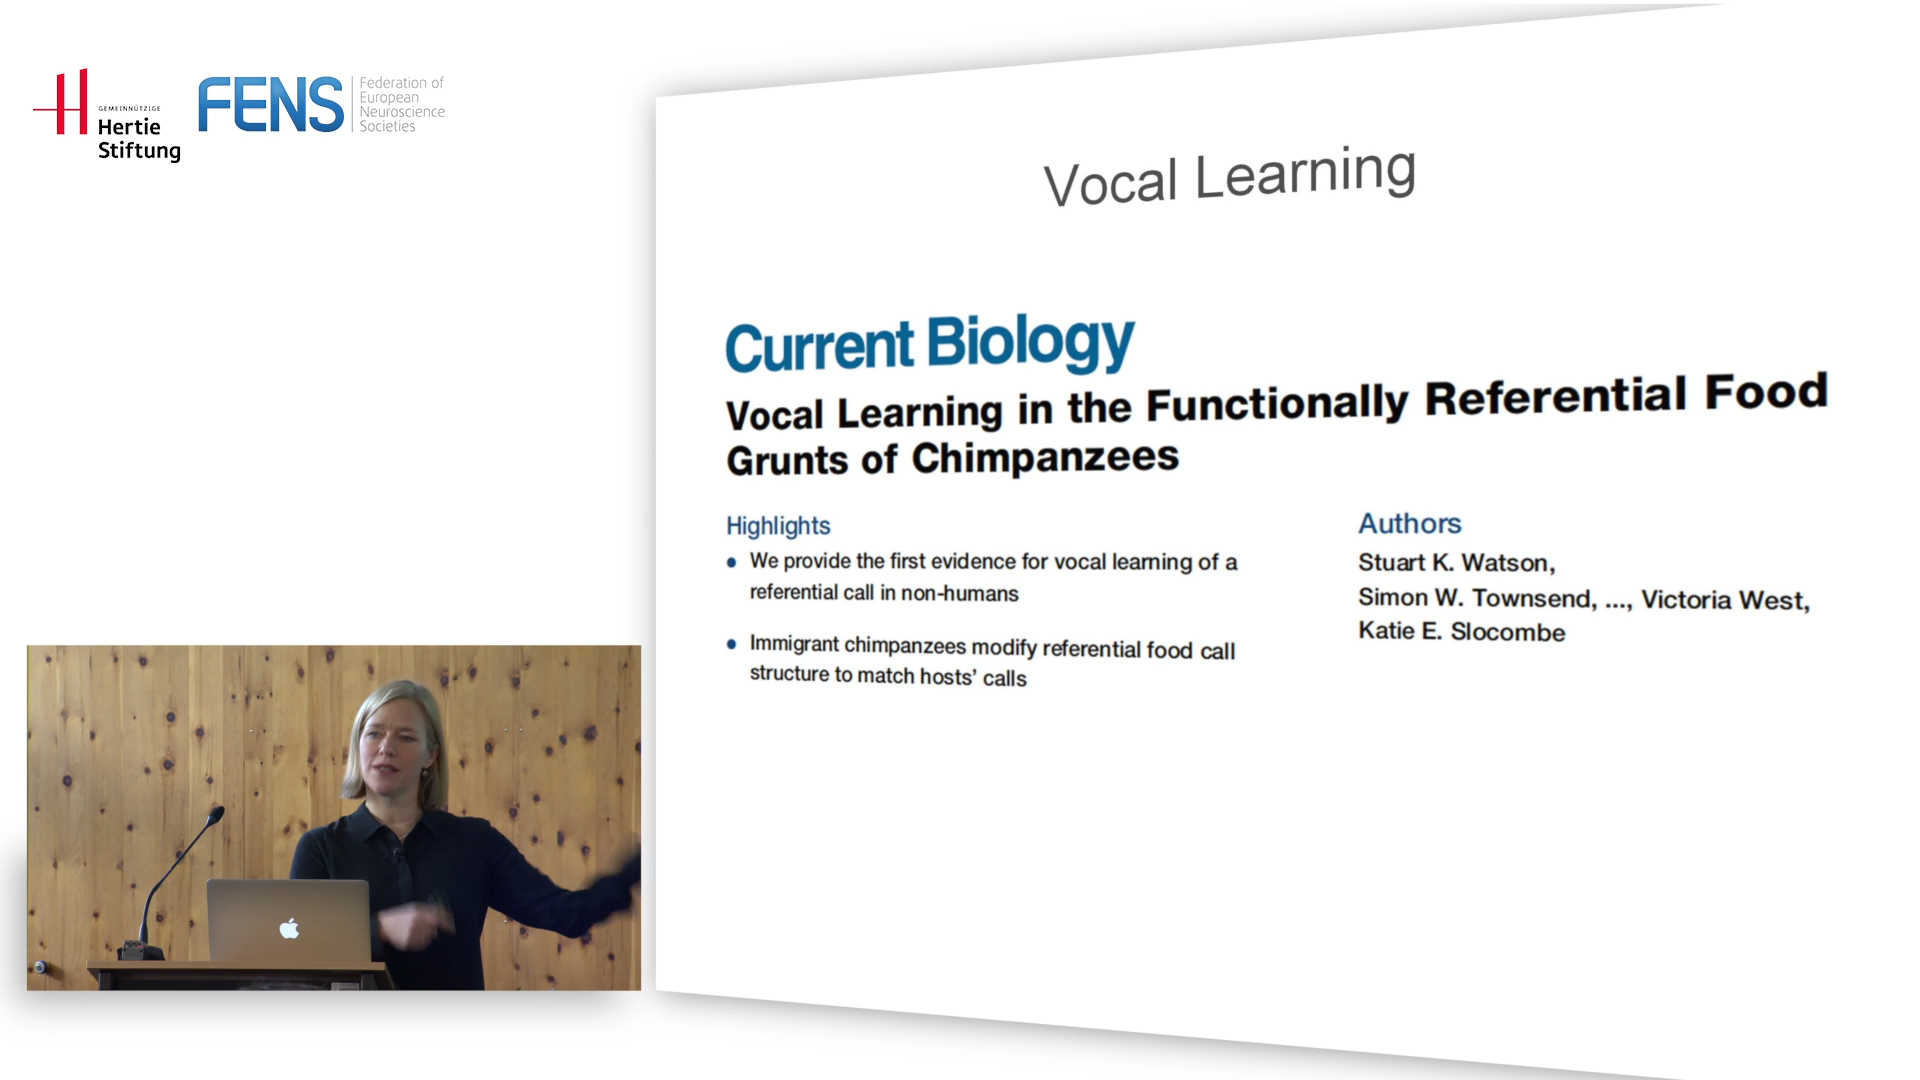 GEMEINNÜTZIGE
Hertie
Stiftung
FENS
Federation of
European
Neuroscience
Societies
Vocal Learning
Current Biology
Vocal Learning in the Functionally Referential Food
Grunts of Chimpanzees
Highlights
• We provide the first evidence for vocal learning of a
referential call in non-humans
• Immigrant chimpanzees modify referential food call
structure to match hosts’ calls
Authors
Stuart K. Watson,
Simon W. Townsend, ..., Victoria West,
Katie E. Slocombe